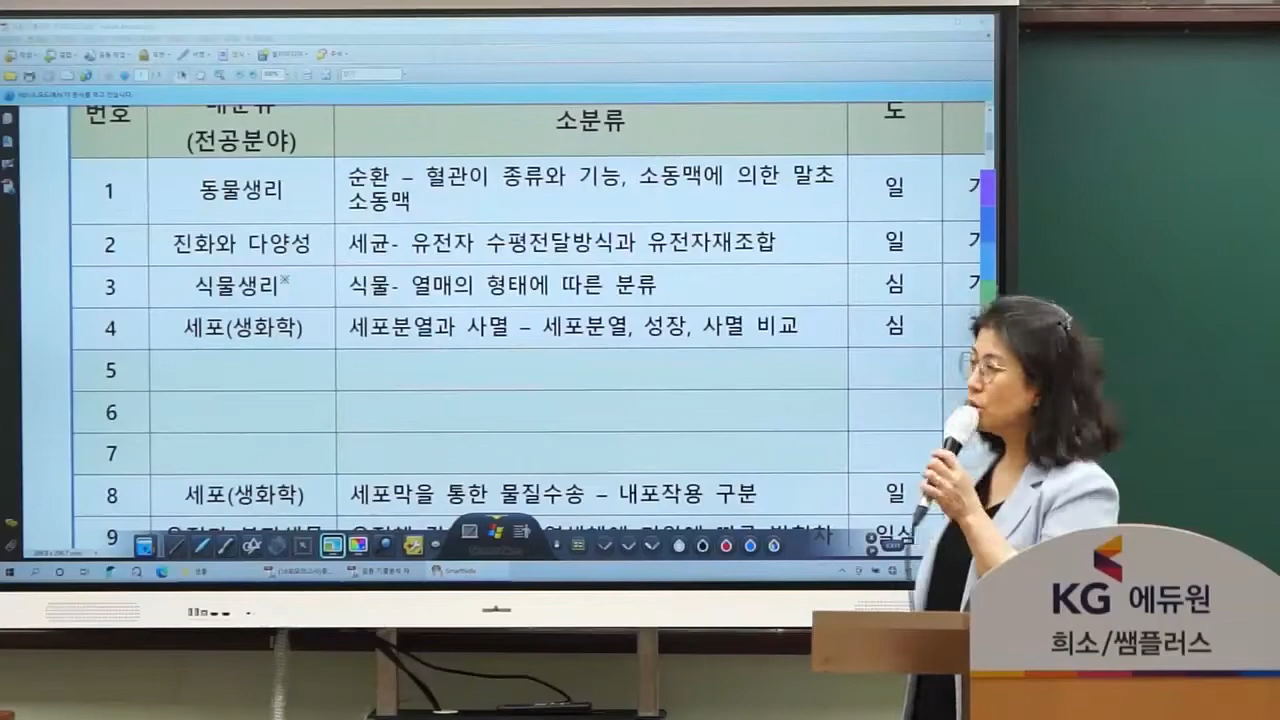 번호
대분류
(전공분야)
소분류
도
1
동물생리
순환 – 혈관이 종류와 기능, 소동맥에 의한 말초
소동맥
일
2
진화와 다양성
세균- 유전자 수평전달방식과 유전자재조합
일
3
식물생리※
식물- 열매의 형태에 따른 분류
심
4
세포(생화학)
세포분열과 사멸 – 세포분열, 성장, 사멸 비교
심
5
6
7
8
세포(생화학)
세포막을 통한 물질수송 – 내포작용 구분
일
9
일심
KG 에듀원
희소/쌤플러스